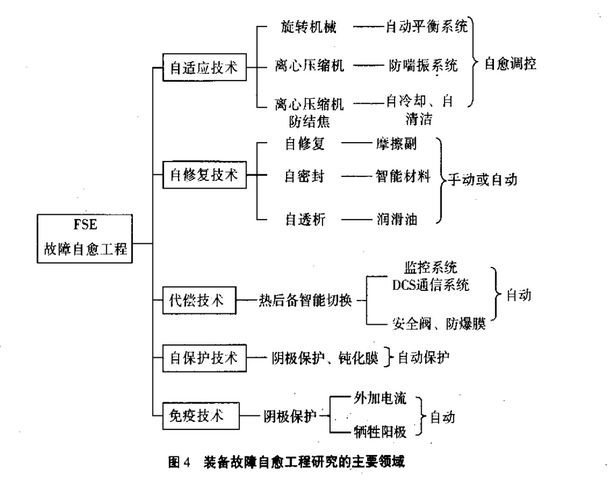 旋转机械 自动平衡系统
自适应技术 离心压缩机 防喘振系统 自愈调控
离心压缩机 自冷却、自
防结焦 清洁
自修复 摩擦副
自修复技术 自密封 智能材料 手动或自动
自透析 润滑油
FSE
故障自愈工程
监控系统
代偿技术 热后备智能切换 DCS通信系统 自动
安全阀、防爆膜
自保护技术 阴极保护、钝化膜 自动保护
外加电流
免疫技术 阴极保护 自动
牺牲阳极
图4 装备故障自愈工程研究的主要领域